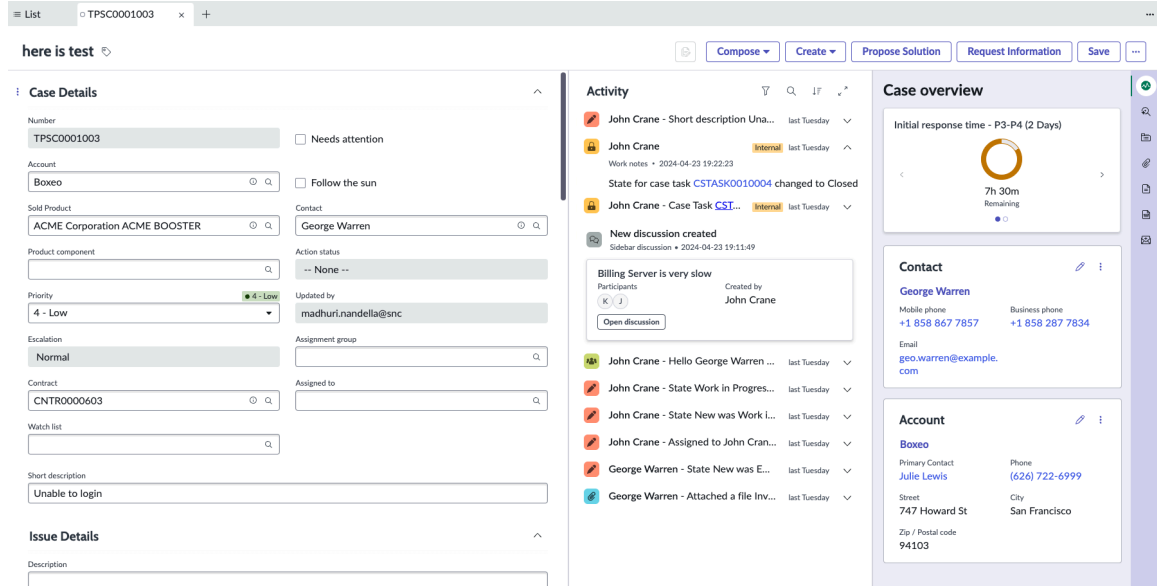 List
TPSC0001003
here is test
Compose
Create
Propose Solution
Request Information
Save
Case Details
Number
TPSC0001003
Needs attention
Account
Boxeo
Follow the sun
Sold Product
ACME Corporation ACME BOOSTER
Contact
George Warren
Product component
Action status
-- None --
Priority
4 - Low
4 - Low
Updated by
madhuri.nandella@snc
Escalation
Normal
Assignment group
Contract
CNTR0000603
Assigned to
Watch list
Short description
Unable to login
Issue Details
Description
Activity
John Crane - Short description Una... last Tuesday
John Crane Internal last Tuesday
Work notes • 2024-04-23 19:22:23
State for case task CSTASK0010004 changed to Closed
John Crane - Case Task CST... Internal last Tuesday
New discussion created
Sidebar discussion • 2024-04-23 19:11:49
Billing Server is very slow
Participants
K J
Created by
John Crane
Open discussion
John Crane - Hello George Warren ... last Tuesday
John Crane - State Work in Progres... last Tuesday
John Crane - State New was Work i... last Tuesday
John Crane - Assigned to John Cran... last Tuesday
George Warren - State New was E... last Tuesday
George Warren - Attached a file Inv... last Tuesday
Case overview
Initial response time - P3-P4 (2 Days)
7h 30m
Remaining
Contact
George Warren
Mobile phone
+1 858 867 7857
Business phone
+1 858 287 7834
Email
geo.warren@example.
com
Account
Boxeo
Primary Contact
Julie Lewis
Phone
(626) 722-6999
Street
747 Howard St
City
San Francisco
Zip / Postal code
94103